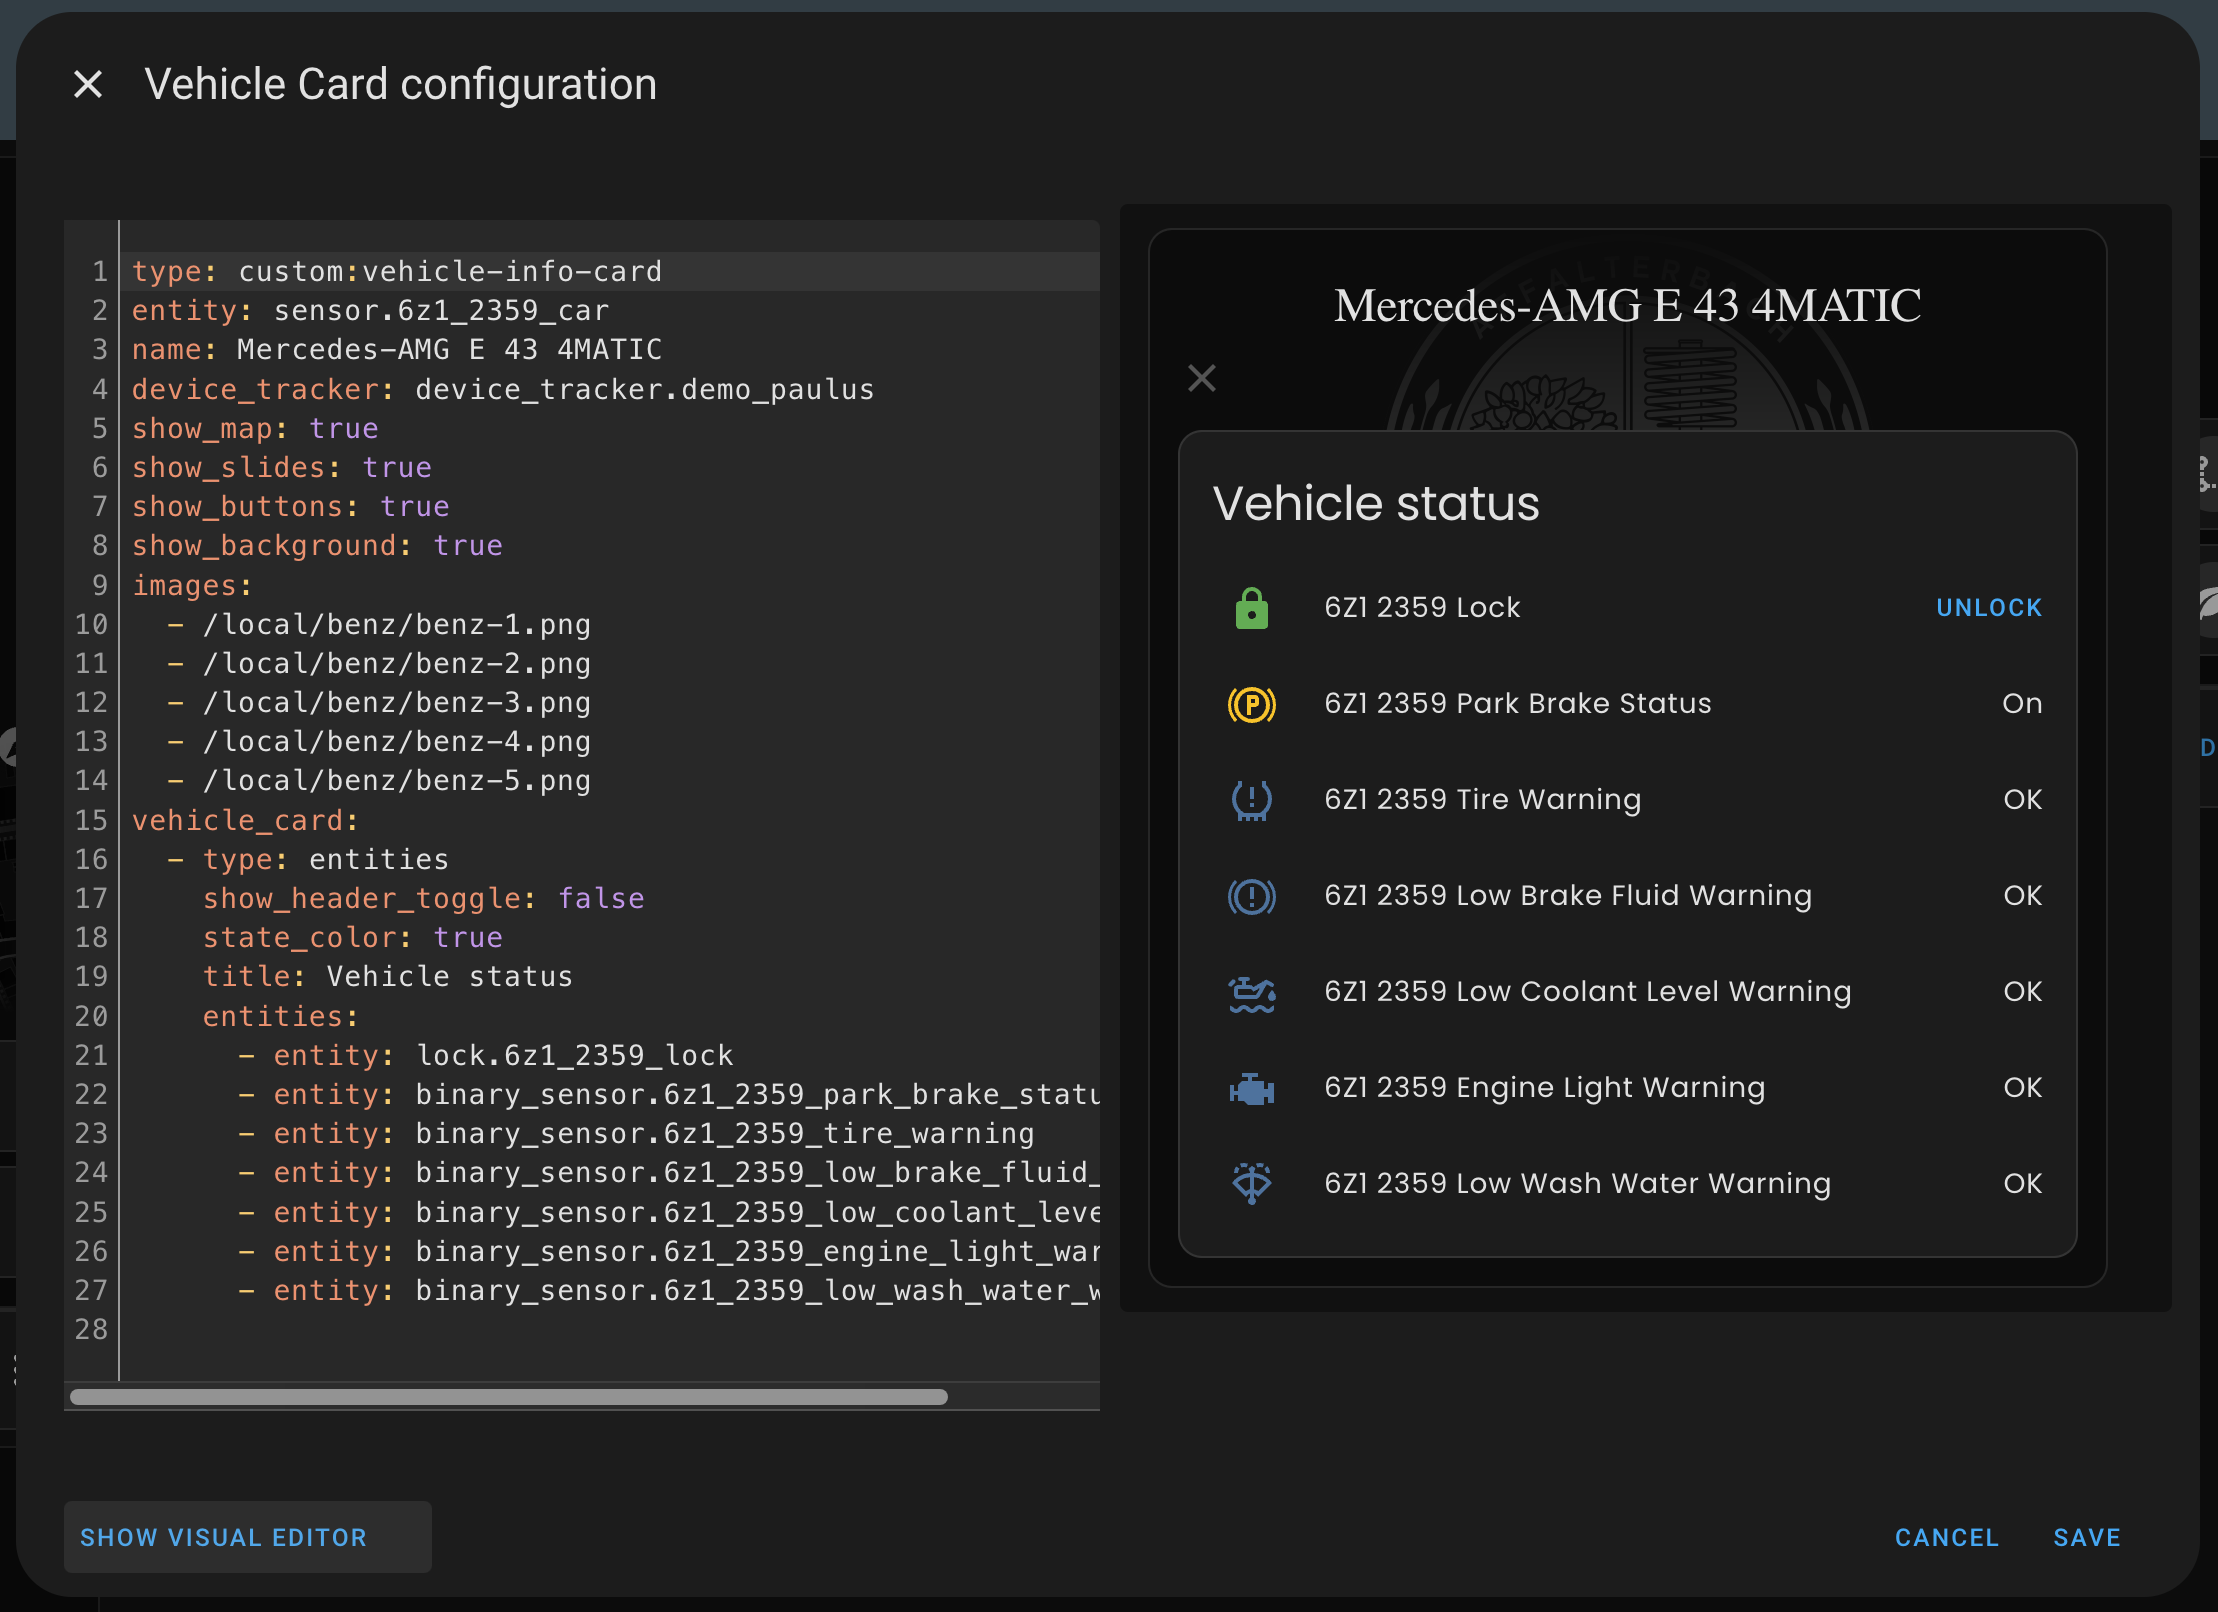 Vehicle Card configuration
1 type: custom:vehicle-info-card
2 entity: sensor.6z1_2359_car
3 name: Mercedes-AMG E 43 4MATIC
4 device_tracker: device_tracker.demo_paulus
5 show_map: true
6 show_slides: true
7 show_buttons: true
8 show_background: true
9 images:
10 - /local/benz/benz-1.png
11 - /local/benz/benz-2.png
12 - /local/benz/benz-3.png
13 - /local/benz/benz-4.png
14 - /local/benz/benz-5.png
15 vehicle_card:
16 - type: entities
17 show_header_toggle: false
18 state_color: true
19 title: Vehicle status
20 entities:
21 - entity: lock.6z1_2359_lock
22 - entity: binary_sensor.6z1_2359_park_brake_statu
23 - entity: binary_sensor.6z1_2359_tire_warning
24 - entity: binary_sensor.6z1_2359_low_brake_fluid_
25 - entity: binary_sensor.6z1_2359_low_coolant_leve
26 - entity: binary_sensor.6z1_2359_engine_light_war
27 - entity: binary_sensor.6z1_2359_low_wash_water_w
28
Mercedes-AMG E 43 4MATIC
Vehicle status
6Z1 2359 Lock UNLOCK
6Z1 2359 Park Brake Status On
6Z1 2359 Tire Warning OK
6Z1 2359 Low Brake Fluid Warning OK
6Z1 2359 Low Coolant Level Warning OK
6Z1 2359 Engine Light Warning OK
6Z1 2359 Low Wash Water Warning OK
SHOW VISUAL EDITOR
CANCEL SAVE